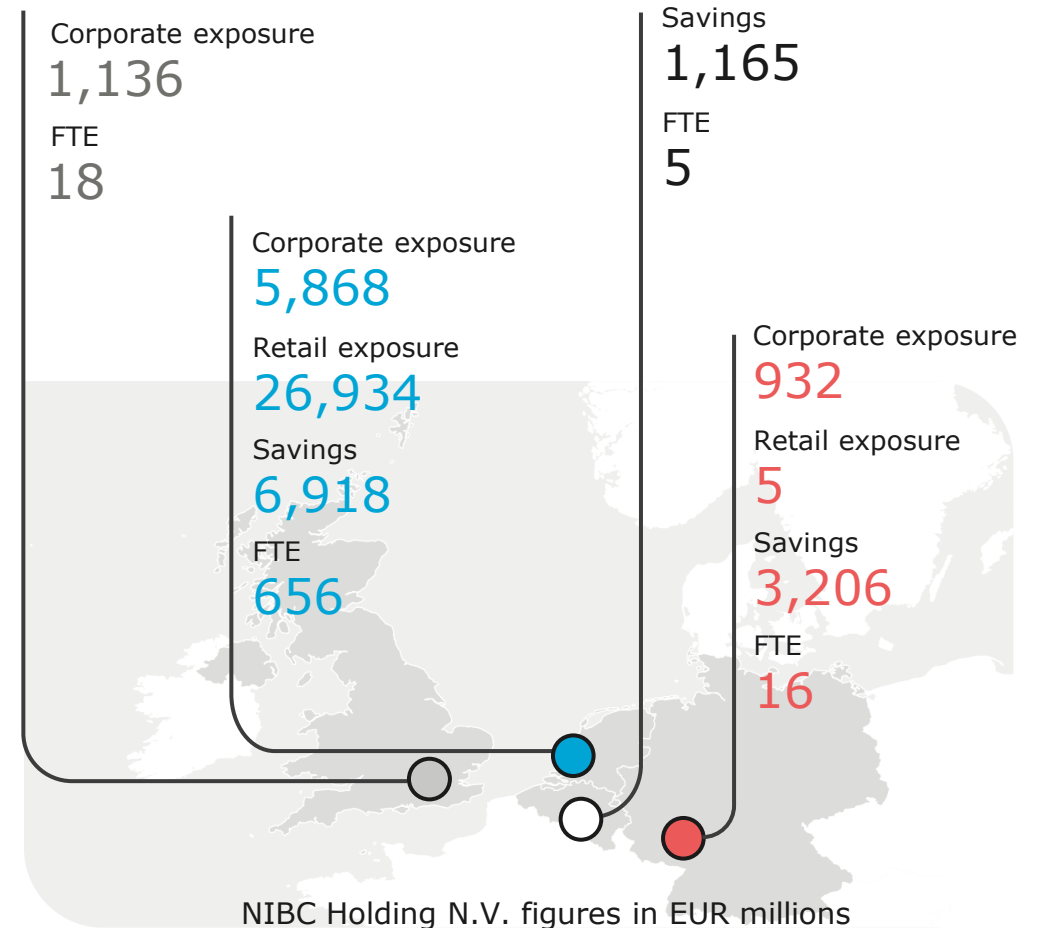 Corporate exposure
1,136
FTE
18
Savings
1,165
FTE
5
Corporate exposure
5,868
Retail exposure
26,934
Savings
6,918
FTE
656
Corporate exposure
932
Retail exposure
5
Savings
3,206
FTE
16
NIBC Holding N.V. figures in EUR millions